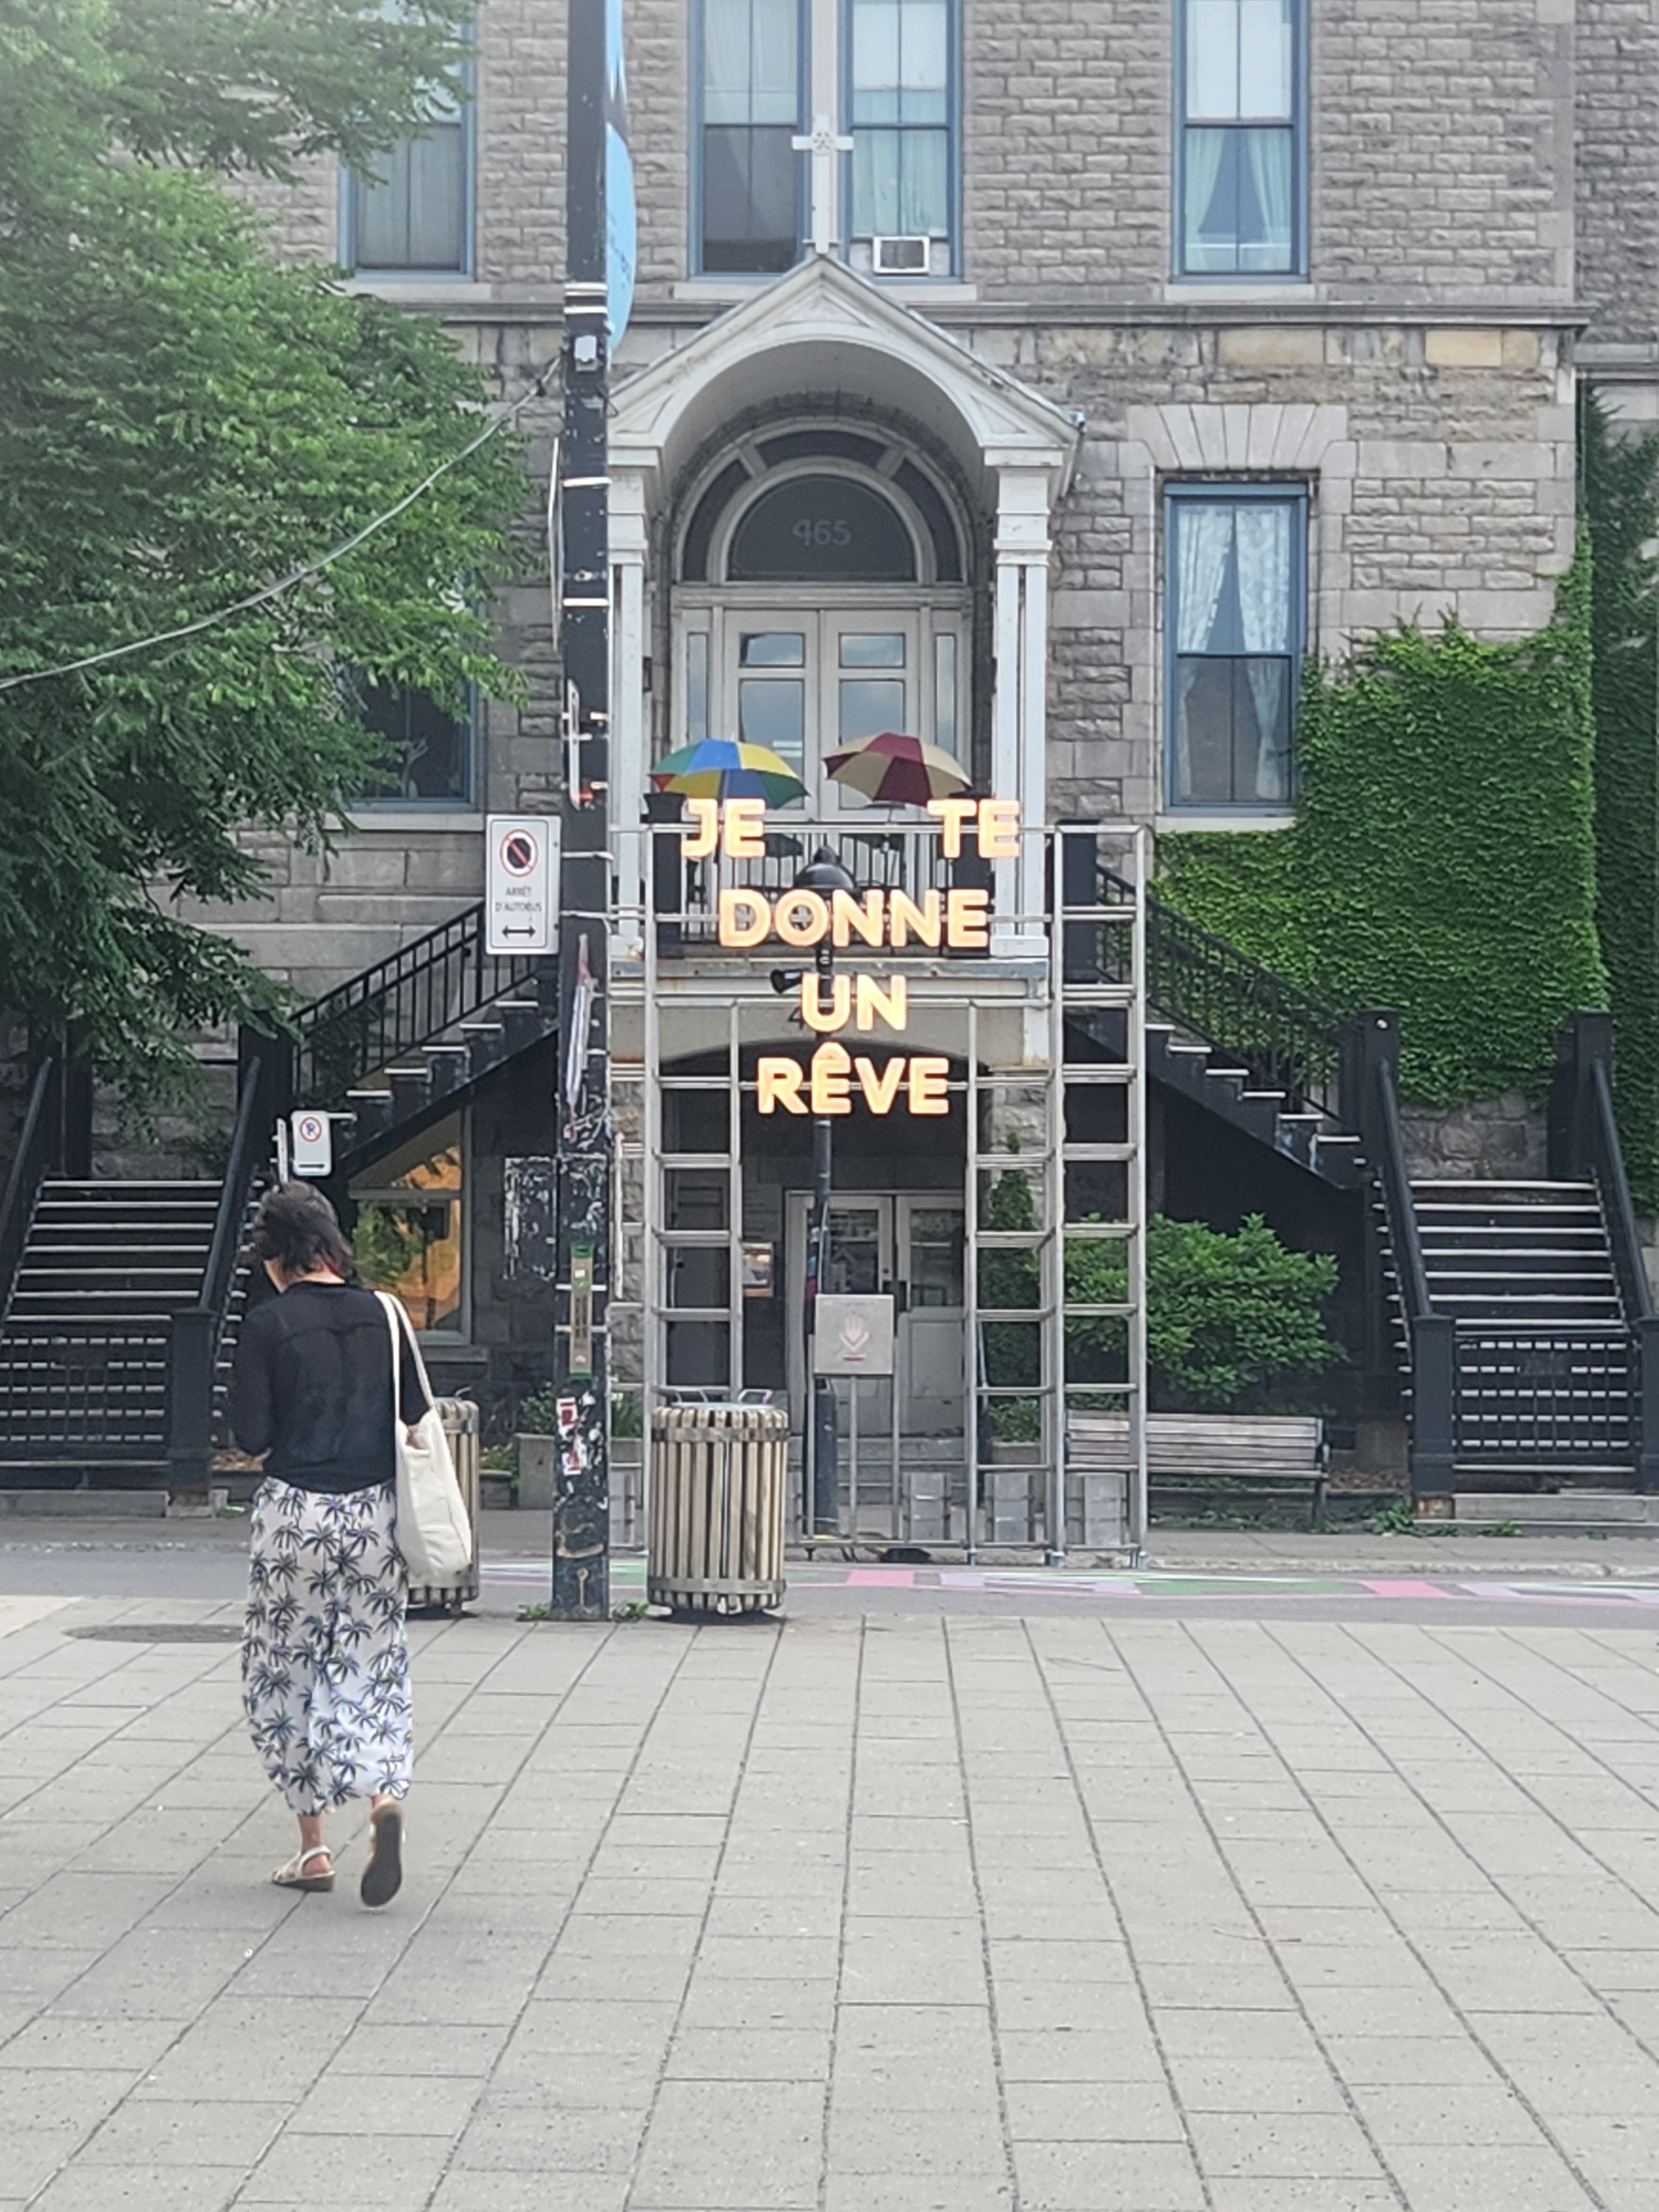 465
JE TE
DONNE
UN
RÊVE
ARRÊT
D'AUTOBUS